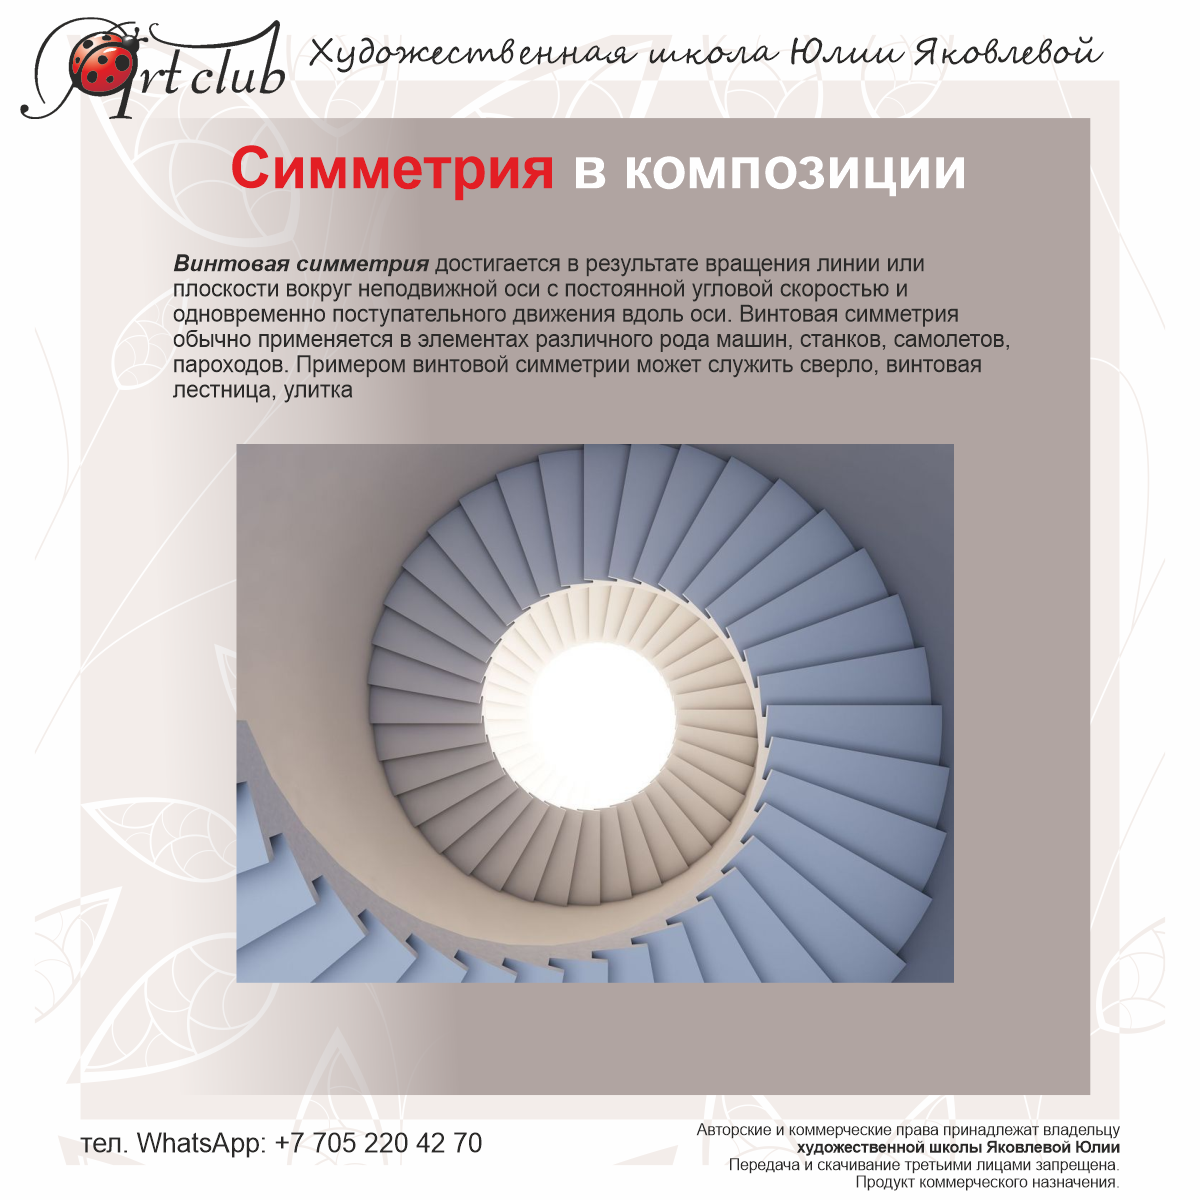 Art club
Художественная школа Юлии Яковлевой
Симметрия в композиции
Винтовая симметрия достигается в результате вращения линии или
плоскости вокруг неподвижной оси с постоянной угловой скоростью и
одновременно поступательного движения вдоль оси. Винтовая симметрия
обычно применяется в элементах различного рода машин, станков, самолетов,
пароходов. Примером винтовой симметрии может служить сверло, винтовая
лестница, улитка
тел. WhatsApp: +7 705 220 42 70
Авторские и коммерческие права принадлежат владельцу
художественной школы Яковлевой Юлии
Передача и скачивание третьими лицами запрещена.
Продукт коммерческого назначения.